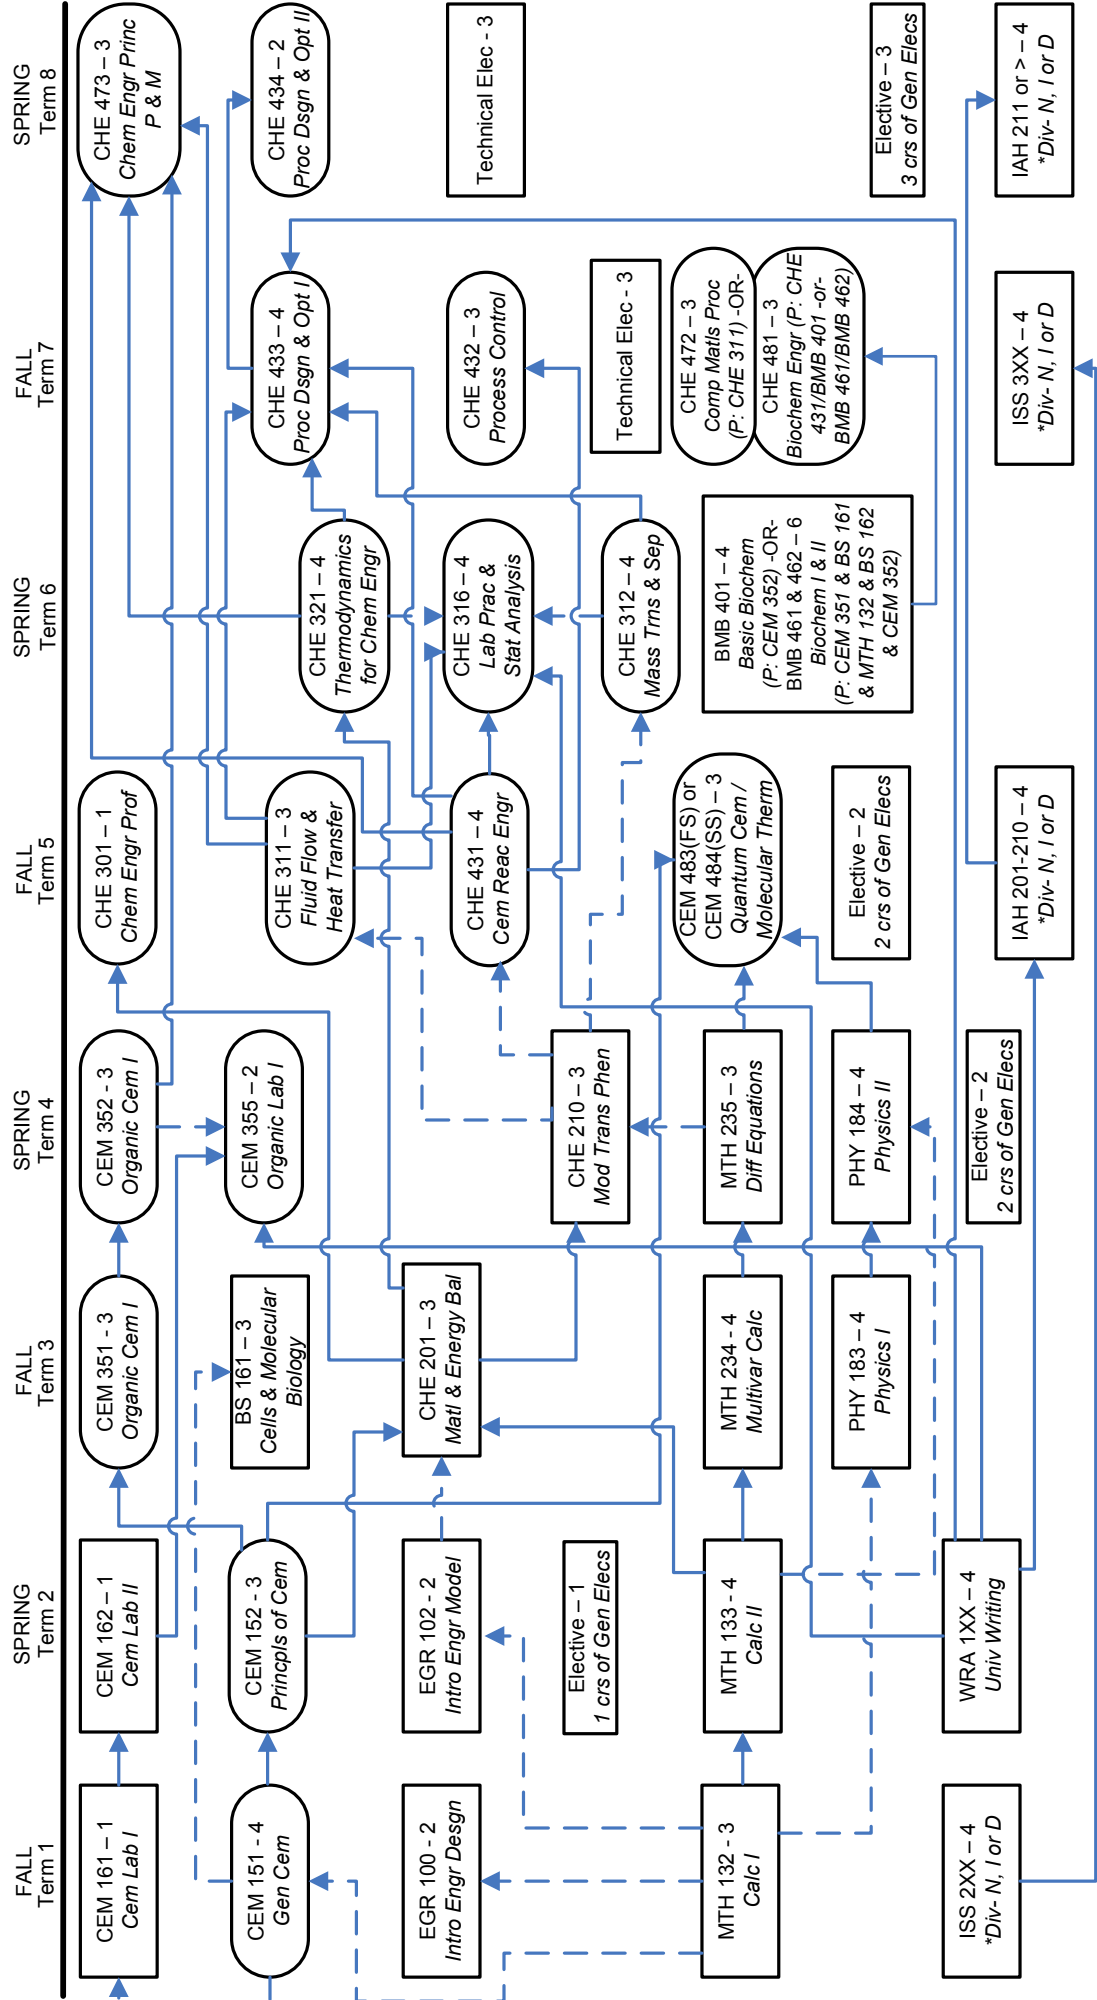 FALL
Term 1
CEM 161 – 1
Cem Lab I
CEM 151 - 4
Gen Cem
EGR 100 - 2
Intro Engr Desgn
MTH 132 - 3
Calc I
ISS 2XX – 4
*Div- N, I or D
SPRING
Term 2
CEM 162 – 1
Cem Lab II
CEM 152 - 3
Princpls of Cem
EGR 102 - 2
Intro Engr Model
Elective – 1
1 crs of Gen Elecs
MTH 133 - 4
Calc II
WRA 1XX – 4
Univ Writing
FALL
Term 3
CEM 351 - 3
Organic Cem I
BS 161 – 3
Cells & Molecular
Biology
CHE 201 – 3
Matl & Energy Bal
MTH 234 - 4
Multivar Calc
PHY 183 – 4
Physics I
SPRING
Term 4
CEM 352 - 3
Organic Cem I
CEM 355 – 2
Organic Lab I
CHE 210 – 3
Mod Trans Phen
MTH 235 – 3
Diff Equations
PHY 184 – 4
Physics II
Elective – 2
2 crs of Gen Elecs
FALL
Term 5
CHE 301 – 1
Chem Engr Prof
CHE 311 – 3
Fluid Flow &
Heat Transfer
CHE 431 – 4
Cem Reac Engr
CEM 483(FS) or
CEM 484(SS) – 3
Quantum Cem /
Molecular Therm
Elective – 2
2 crs of Gen Elecs
IAH 201-210 – 4
*Div- N, I or D
SPRING
Term 6
CHE 321 – 4
Thermodynamics
for Chem Engr
CHE 316 – 4
Lab Prac &
Stat Analysis
CHE 312 – 4
Mass Trns & Sep
BMB 401 – 4
Basic Biochem
(P: CEM 352) -OR-
BMB 461 & 462 – 6
Biochem I & II
(P: CEM 351 & BS 161
& MTH 132 & BS 162
& CEM 352)
FALL
Term 7
CHE 433 – 4
Proc Dsgn & Opt I
CHE 432 – 3
Process Control
Technical Elec - 3
CHE 472 – 3
Comp Matls Proc
(P: CHE 311) -OR-
CHE 481 – 3
Biochem Engr (P: CHE
431/BMB 401 -or-
BMB 461/BMB 462)
ISS 3XX – 4
*Div- N, I or D
SPRING
Term 8
CHE 473 – 3
Chem Engr Princ
P & M
CHE 434 – 2
Proc Dsgn & Opt II
Technical Elec - 3
Elective – 3
3 crs of Gen Elecs
IAH 211 or > – 4
*Div- N, I or D